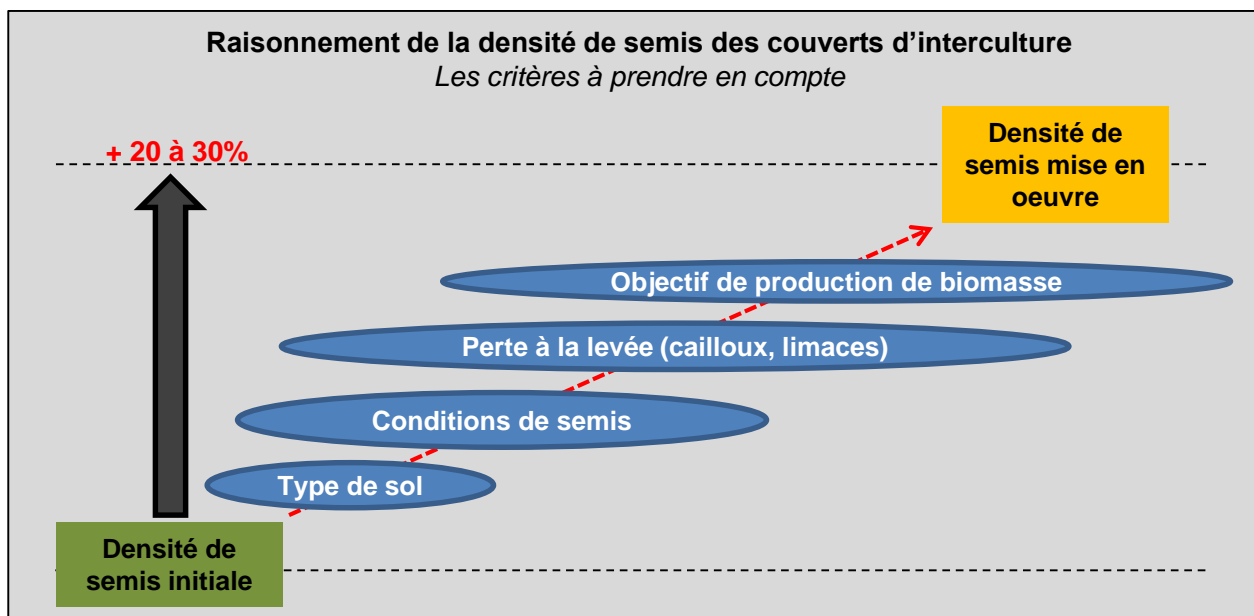 Raisonnement de la densité de semis des couverts d'interculture
Les critères à prendre en compte
+ 20 à 30%
Densité de
semis mise en
oeuvre
Objectif de production de biomasse
Perte à la levée (cailloux, limaces)
Conditions de semis
Type de sol
Densité de
semis initiale